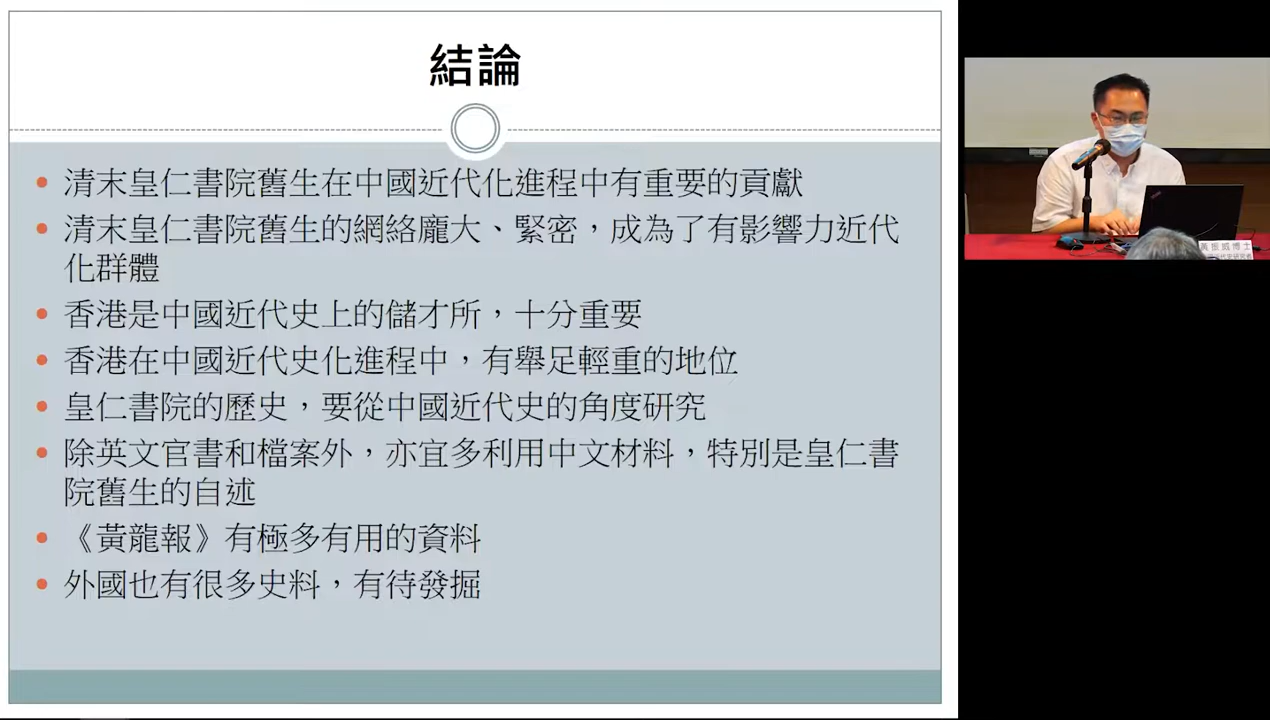 結論
清末皇仁書院舊生在中國近代化進程中有重要的貢獻
清末皇仁書院舊生的網絡龐大、緊密，成為了有影響力近代
化群體
香港是中國近代史上的儲才所，十分重要
香港在中國近代史化進程中，有舉足輕重的地位
皇仁書院的歷史，要從中國近代史的角度研究
除英文官書和檔案外，亦宜多利用中文材料，特別是皇仁書
院舊生的自述
《黃龍報》有極多有用的資料
外國也有很多史料，有待發掘
黃振威博士